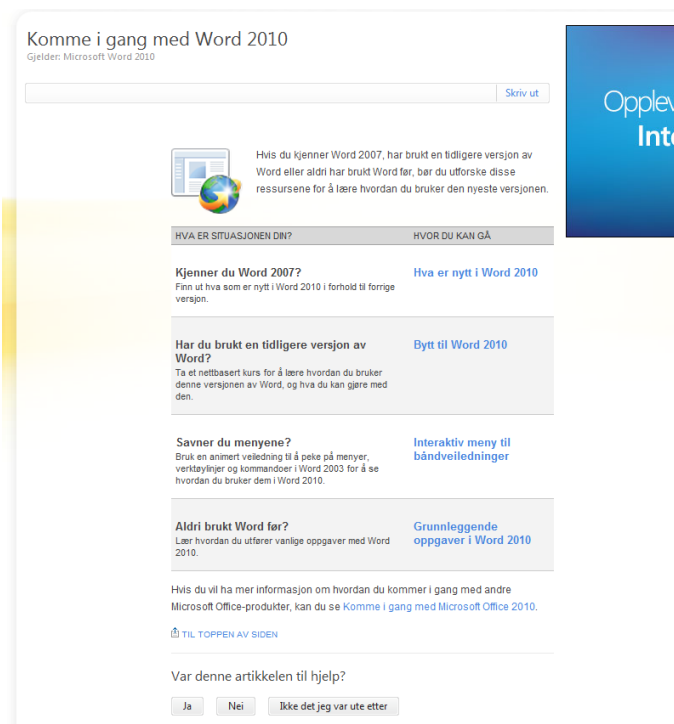 Komme i gang med Word 2010
Gjelder: Microsoft Word 2010
Skriv ut
Hvis du kjenner Word 2007, har brukt en tidligere versjon av
Word eller aldri har brukt Word før, bør du utforske disse
ressursene for å lære hvordan du bruker den nyeste versjonen.
HVA ER SITUASJONEN DIN? HVOR DU KAN GÅ
Kjenner du Word 2007? Hva er nytt i Word 2010
Finn ut hva som er nytt i Word 2010 i forhold til forrige
versjon.
Har du brukt en tidligere versjon av Bytt til Word 2010
Word?
Ta et nettbasert kurs for å lære hvordan du bruker
denne versjonen av Word, og hva du kan gjøre med
den.
Savner du menyene? Interaktiv meny til
Bruk en animert veiledning til å peke på menyer, båndveiledninger
verktøylinjer og kommandoer i Word 2003 for å se
hvordan du bruker dem i Word 2010.
Aldri brukt Word før? Grunnleggende
Lær hvordan du utfører vanlige oppgaver med Word oppgaver i Word 2010
2010.
Hvis du vil ha mer informasjon om hvordan du kommer i gang med andre
Microsoft Office-produkter, kan du se Komme i gang med Microsoft Office 2010.
TIL TOPPEN AV SIDEN
Var denne artikkelen til hjelp?
Ja Nei Ikke det jeg var ute etter